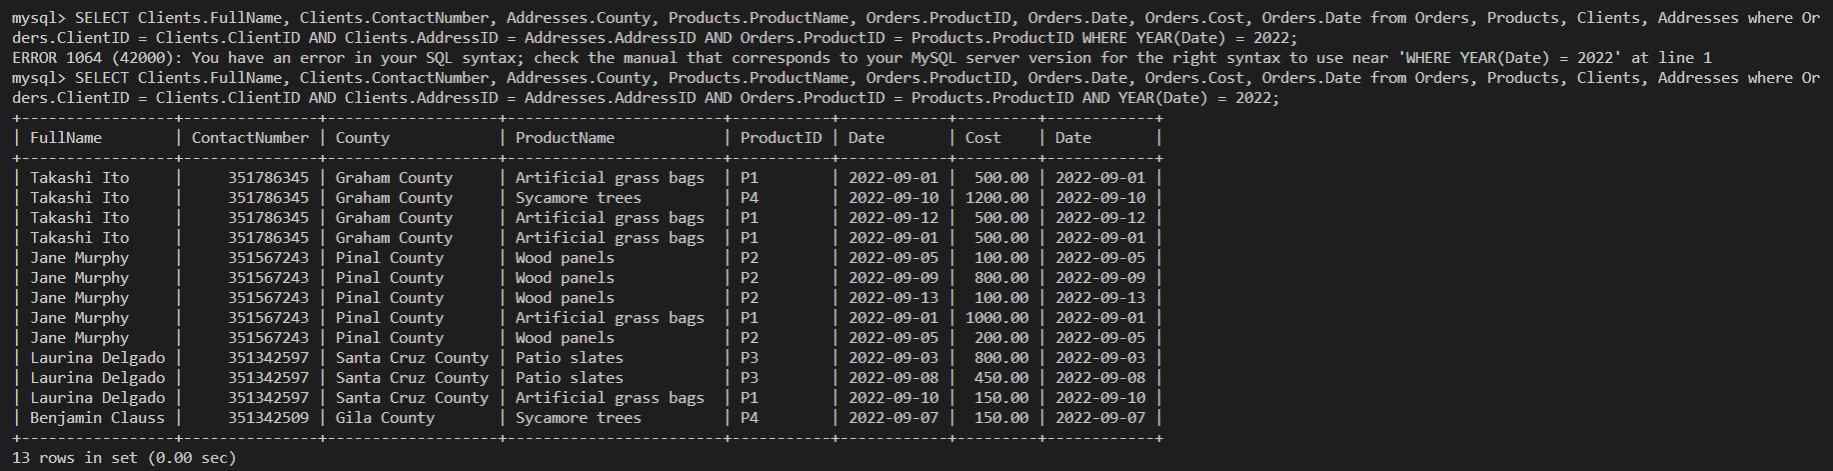 mysql> SELECT Clients.FullName, Clients.ContactNumber, Addresses.County, Products.ProductName, Orders.ProductID, Orders.Date, Orders.Cost, Orders.Date from Orders, Products, Clients, Addresses where Or
ders.ClientID = Clients.ClientID AND Clients.AddressID = Addresses.AddressID AND Orders.ProductID = Products.ProductID WHERE YEAR(Date) = 2022;
ERROR 1064 (42000): You have an error in your SQL syntax; check the manual that corresponds to your MySQL server version for the right syntax to use near 'WHERE YEAR(Date) = 2022' at line 1
mysql> SELECT Clients.FullName, Clients.ContactNumber, Addresses.County, Products.ProductName, Orders.ProductID, Orders.Date, Orders.Cost, Orders.Date from Orders, Products, Clients, Addresses where Or
ders.ClientID = Clients.ClientID AND Clients.AddressID = Addresses.AddressID AND Orders.ProductID = Products.ProductID AND YEAR(Date) = 2022;
+-----------------+---------------+-------------------+------------------------+-----------+------------+---------+------------+
| FullName        | ContactNumber | County            | ProductName            | ProductID | Date       | Cost    | Date       |
+-----------------+---------------+-------------------+------------------------+-----------+------------+---------+------------+
| Takashi Ito     |     351786345 | Graham County     | Artificial grass bags  | P1        | 2022-09-01 |  500.00 | 2022-09-01 |
| Takashi Ito     |     351786345 | Graham County     | Sycamore trees         | P4        | 2022-09-10 | 1200.00 | 2022-09-10 |
| Takashi Ito     |     351786345 | Graham County     | Artificial grass bags  | P1        | 2022-09-12 |  500.00 | 2022-09-12 |
| Takashi Ito     |     351786345 | Graham County     | Artificial grass bags  | P1        | 2022-09-01 |  500.00 | 2022-09-01 |
| Jane Murphy     |     351567243 | Pinal County      | Wood panels            | P2        | 2022-09-05 |  100.00 | 2022-09-05 |
| Jane Murphy     |     351567243 | Pinal County      | Wood panels            | P2        | 2022-09-09 |  800.00 | 2022-09-09 |
| Jane Murphy     |     351567243 | Pinal County      | Wood panels            | P2        | 2022-09-13 |  100.00 | 2022-09-13 |
| Jane Murphy     |     351567243 | Pinal County      | Artificial grass bags  | P1        | 2022-09-01 | 1000.00 | 2022-09-01 |
| Jane Murphy     |     351567243 | Pinal County      | Wood panels            | P2        | 2022-09-05 |  200.00 | 2022-09-05 |
| Laurina Delgado |     351342597 | Santa Cruz County | Patio slates           | P3        | 2022-09-03 |  800.00 | 2022-09-03 |
| Laurina Delgado |     351342597 | Santa Cruz County | Patio slates           | P3        | 2022-09-08 |  450.00 | 2022-09-08 |
| Laurina Delgado |     351342597 | Santa Cruz County | Artificial grass bags  | P1        | 2022-09-10 |  150.00 | 2022-09-10 |
| Benjamin Clauss |     351342509 | Gila County       | Sycamore trees         | P4        | 2022-09-07 |  150.00 | 2022-09-07 |
+-----------------+---------------+-------------------+------------------------+-----------+------------+---------+------------+
13 rows in set (0.00 sec)